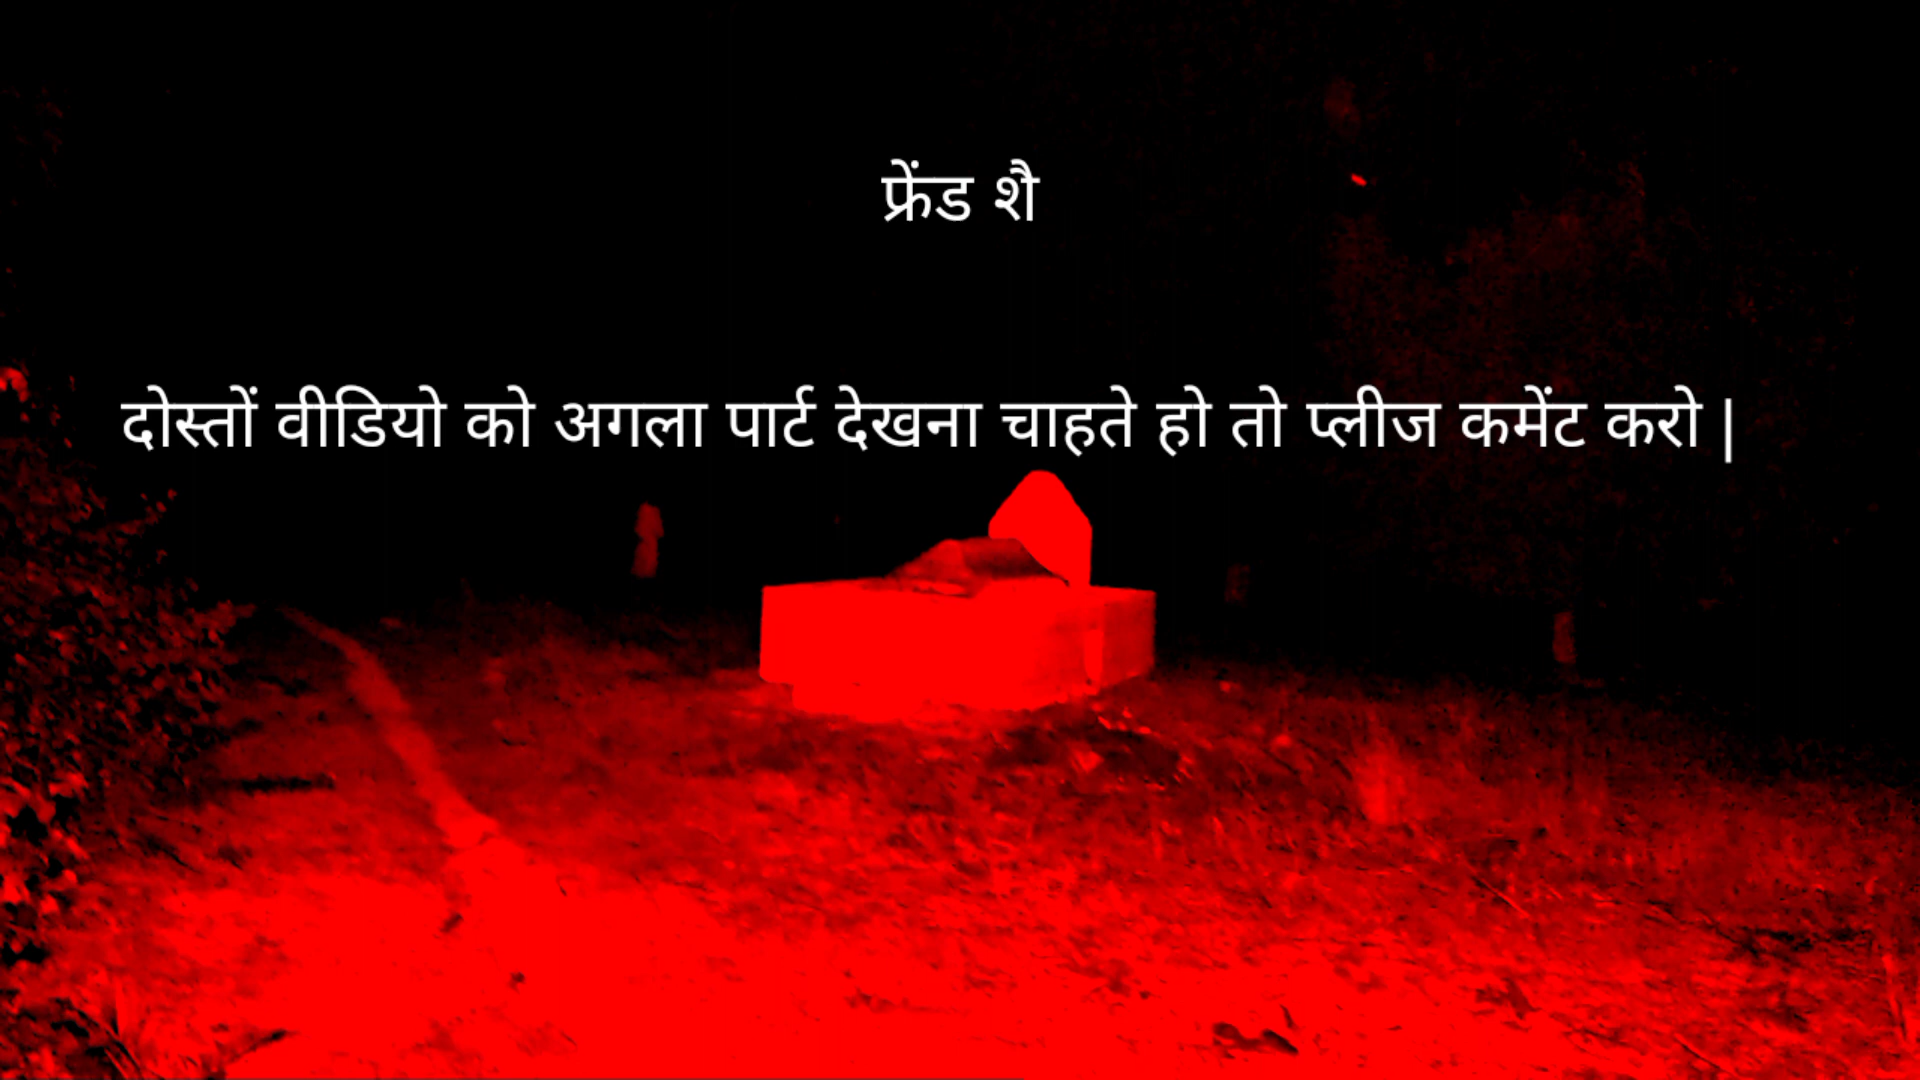 फ्रेंड शै
दोस्तों वीडियो को अगला पार्ट देखना चाहते हो तो प्लीज कमेंट करो |